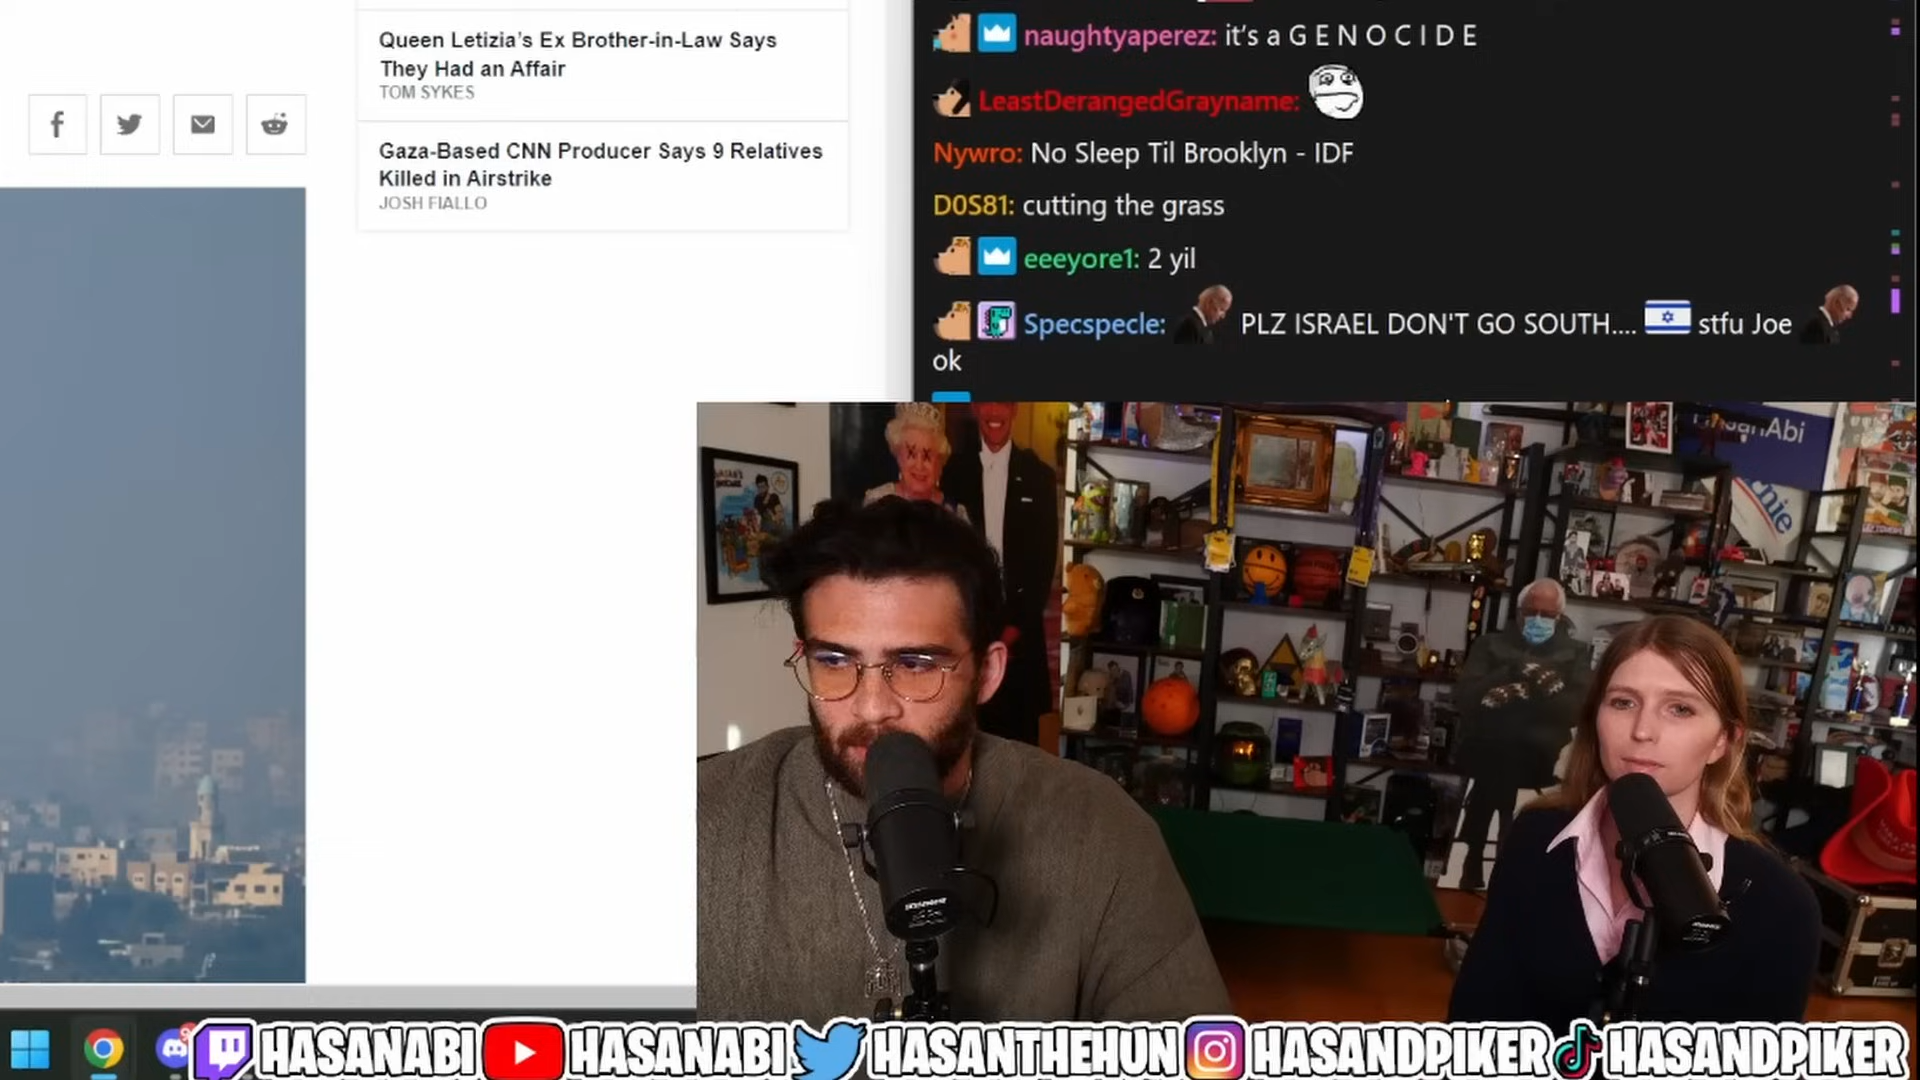 Queen Letizia's Ex Brother-in-Law Says
They Had an Affair
TOM SYKES
Gaza-Based CNN Producer Says 9 Relatives
Killed in Airstrike
JOSH FIALLO
naughtyaperez: it's a G E N O C I D E
LeastDerangedGrayname:
Nywro: No Sleep Til Brooklyn - IDF
D0S81: cutting the grass
eeeyore1: 2 yil
Specspecle: PLZ ISRAEL DON'T GO SOUTH.... stfu Joe
ok
HasanAbi
HASANABI HASANABI HASANTHEHUN HASANDPIKER HASANDPIKER